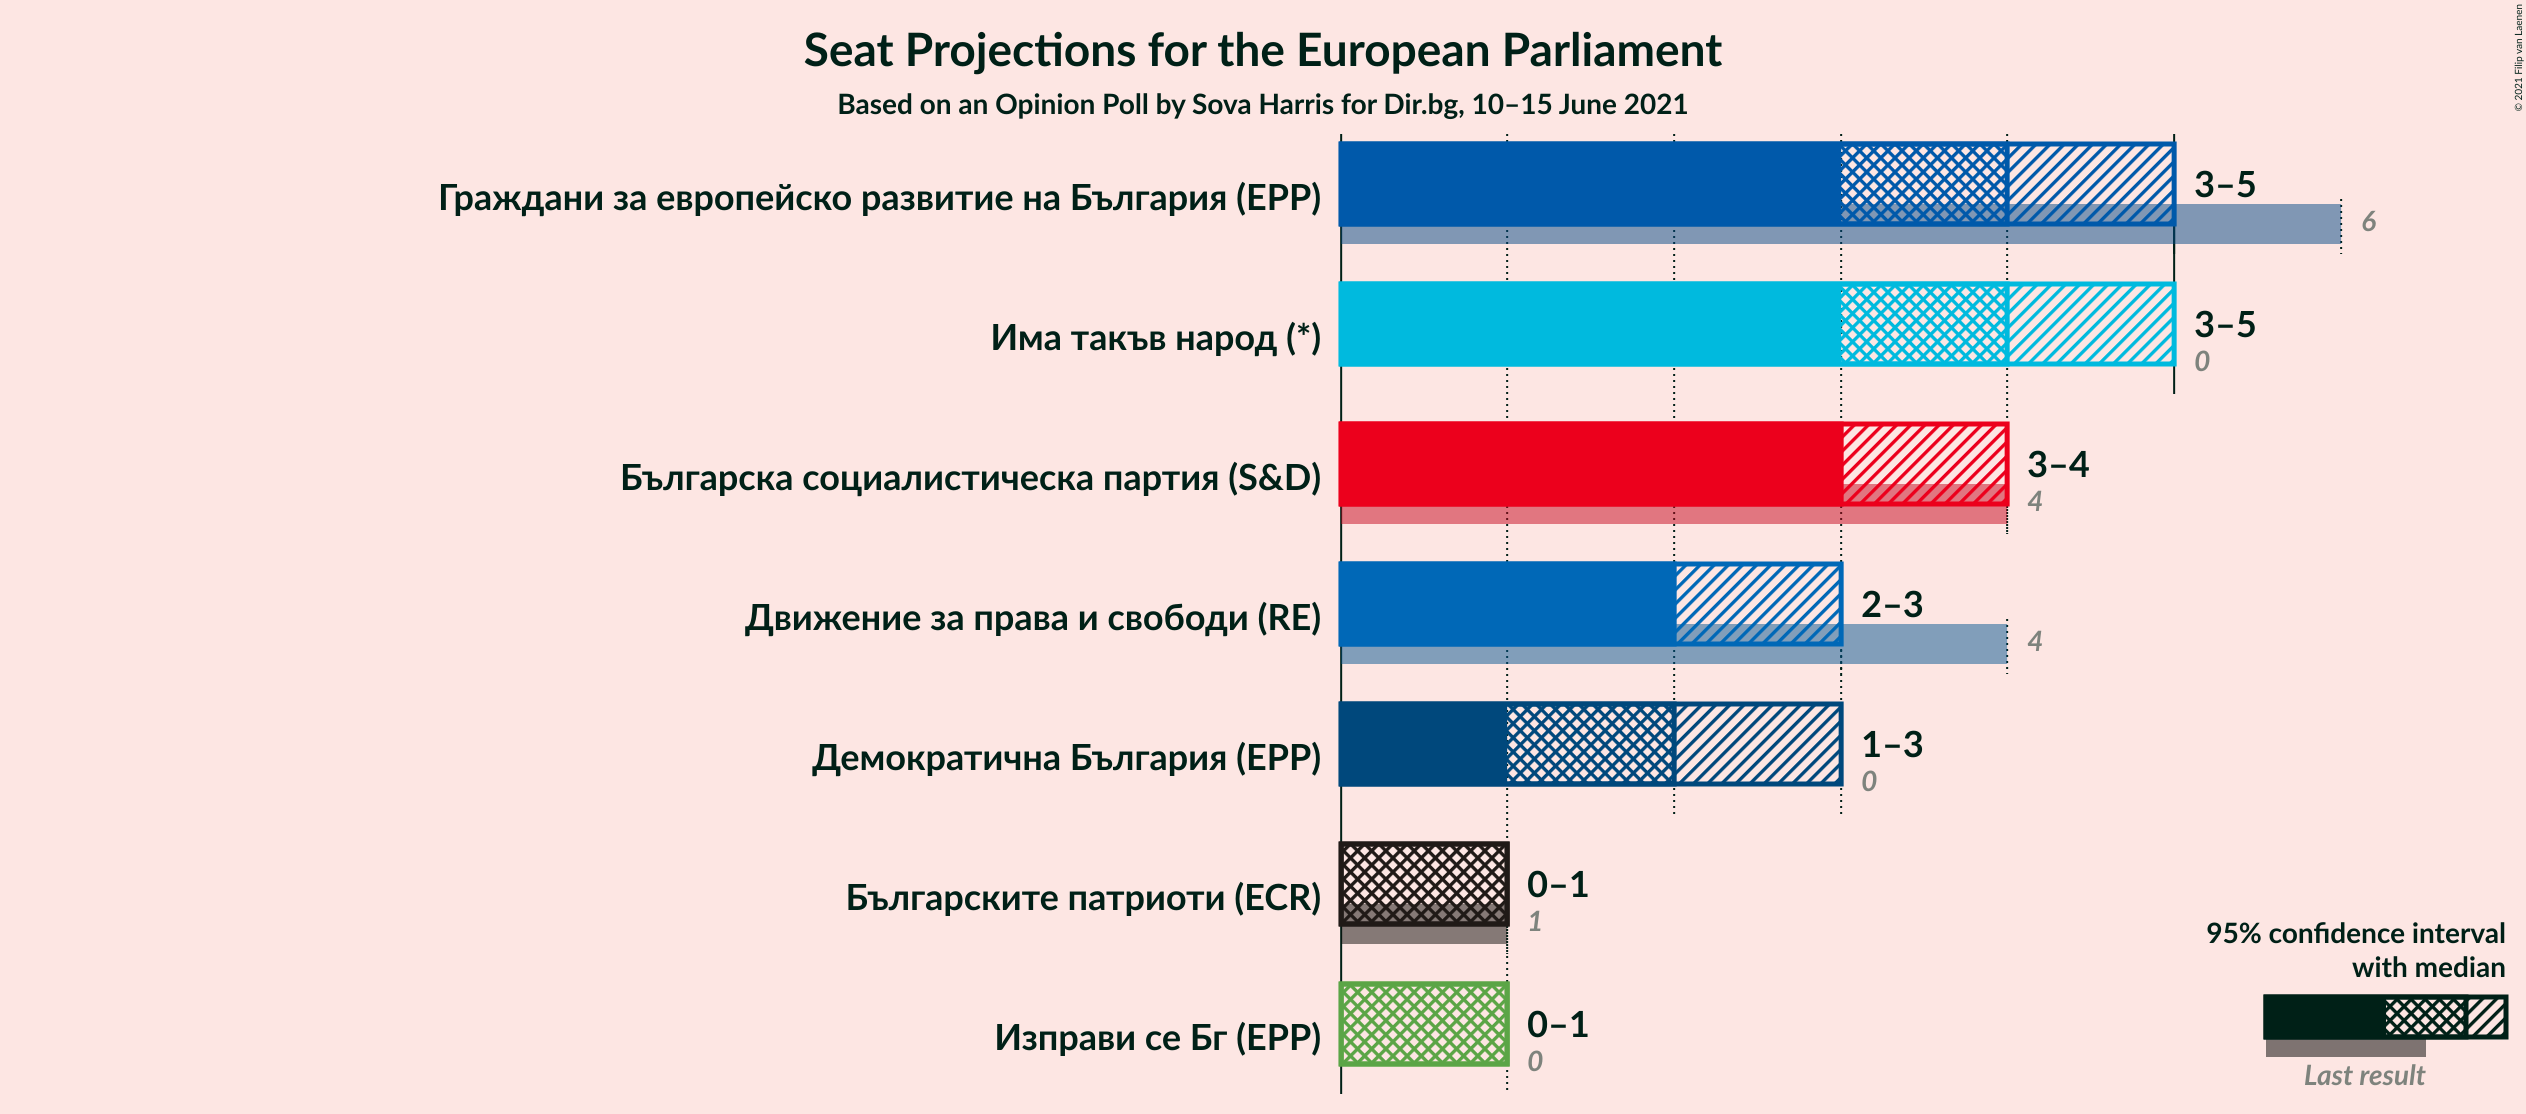 Seat Projections for the European Parliament
Based on an Opinion Poll by Sova Harris for Dir.bg, 10–15 June 2021
© 2021 Filip van Laenen
Граждани за европейско развитие на България (EPP)
3–5
6
Има такъв народ (*)
3–5
0
Българска социалистическа партия (S&D)
3–4
4
Движение за права и свободи (RE)
2–3
4
Демократична България (EPP)
1–3
0
Българските патриоти (ECR)
0–1
1
Изправи се Бг (EPP)
0–1
0
95% confidence interval
with median
Last result